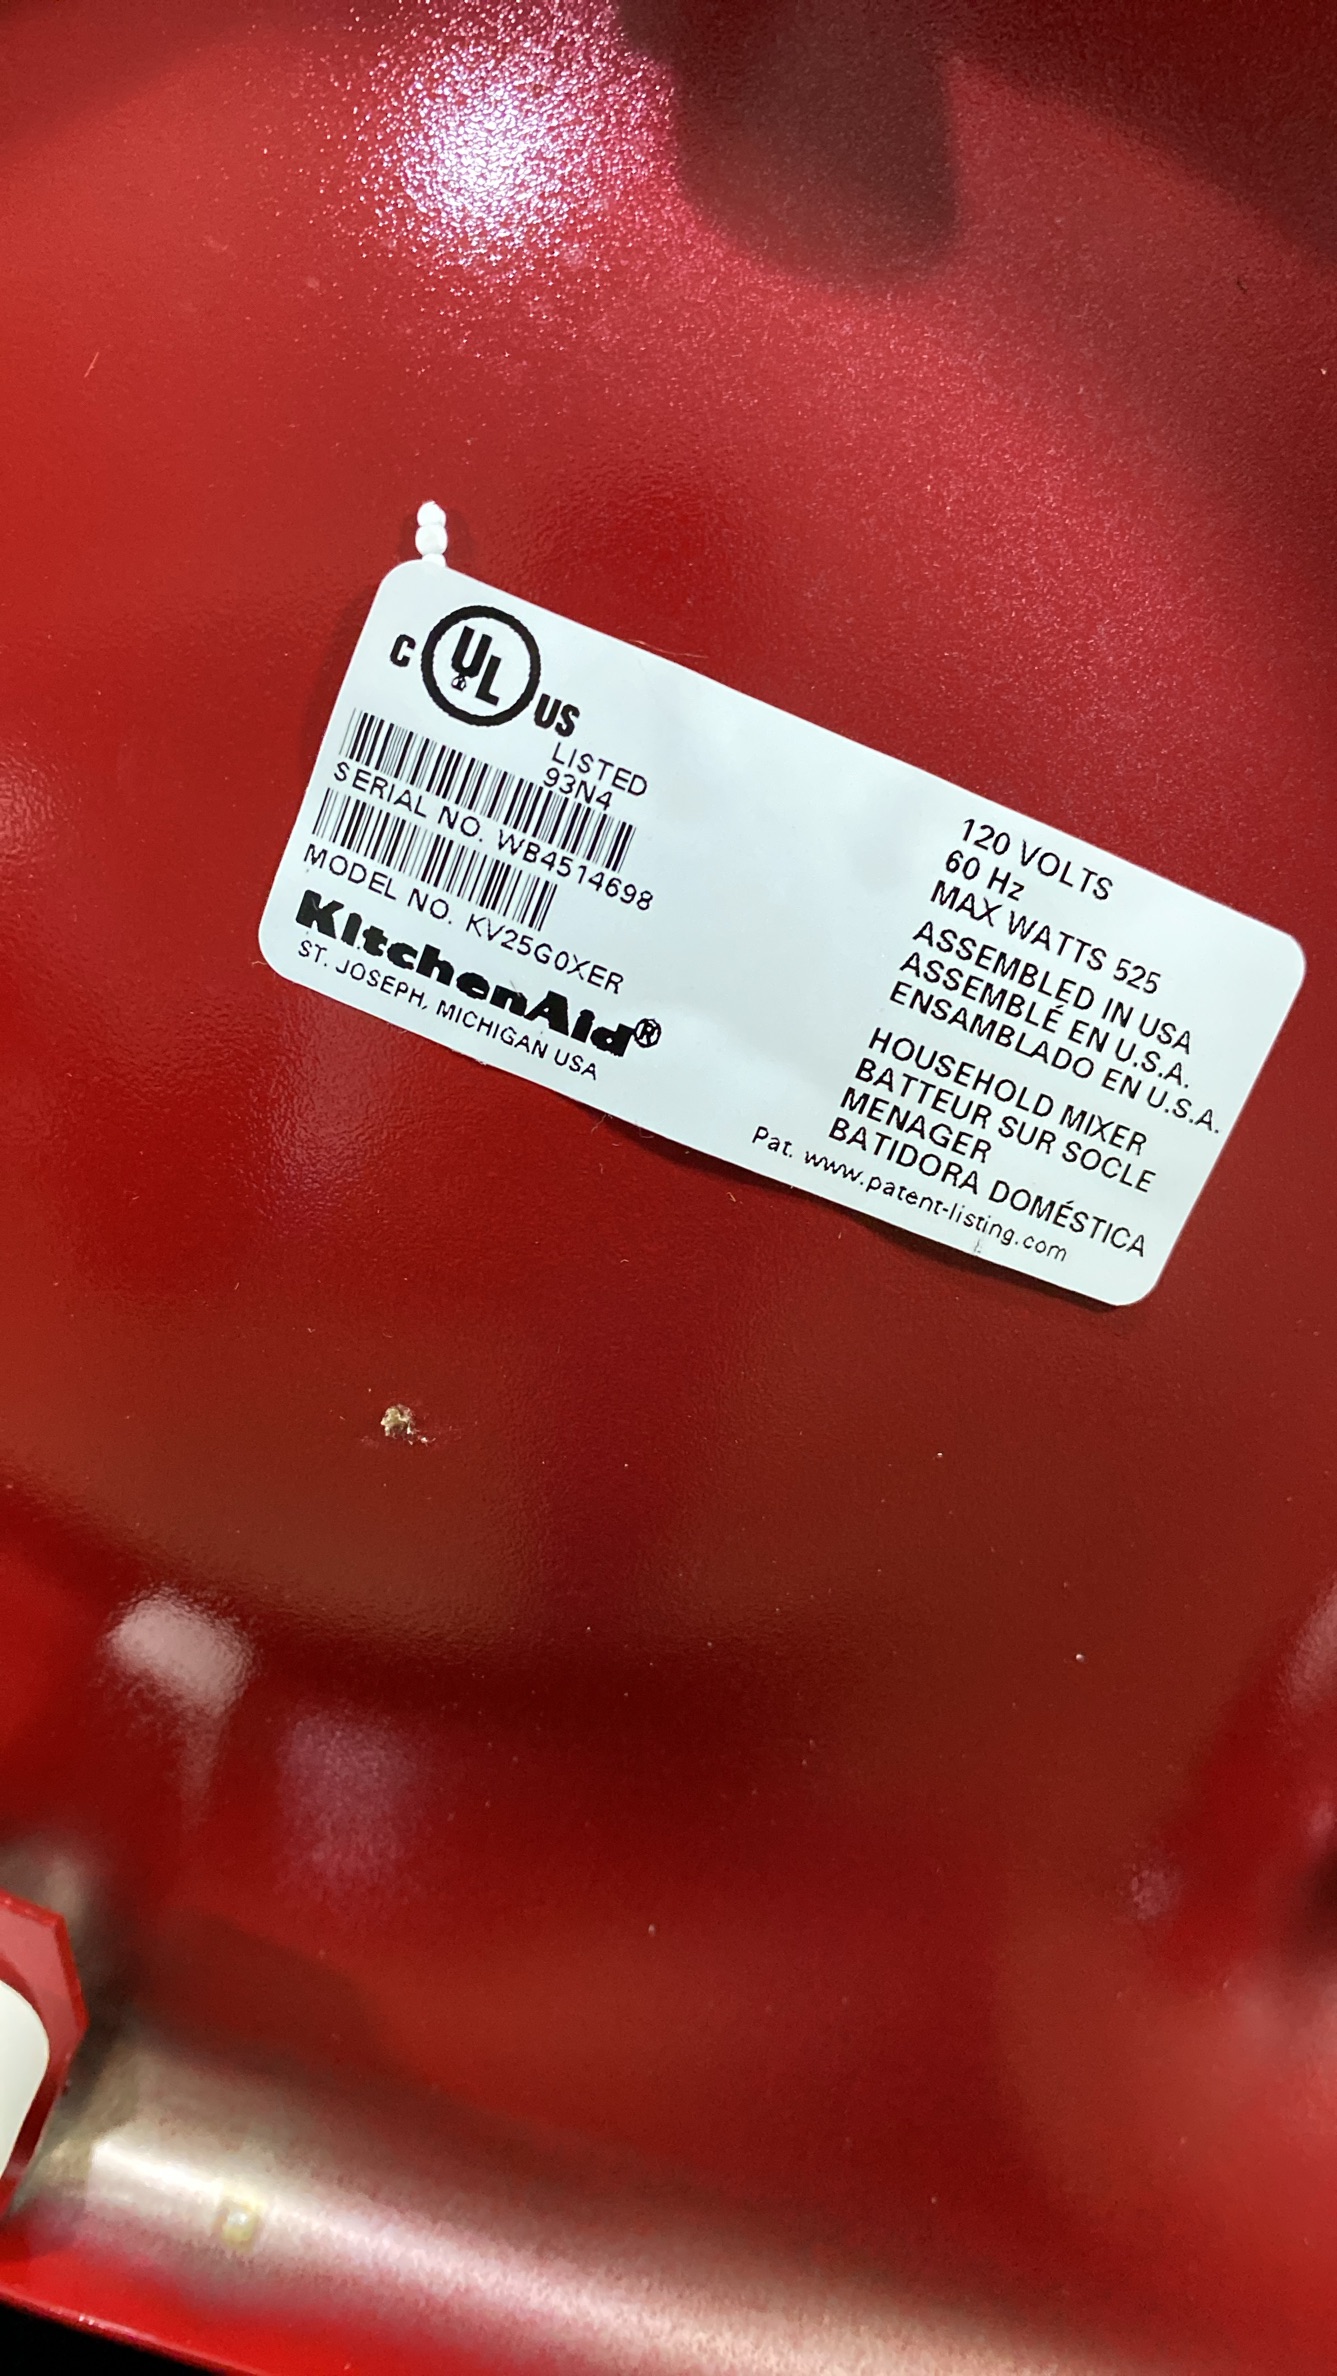 C UL US
LISTED
93N4
SERIAL NO. WB4514698
MODEL NO. KV25G0XER
KitchenAid®
ST. JOSEPH, MICHIGAN USA
120 VOLTS
60 Hz
MAX WATTS 525
ASSEMBLED IN USA
ASSEMBLÉ EN U.S.A.
ENSAMBLADO EN U.S.A.
HOUSEHOLD MIXER
BATTEUR SUR SOCLE
MENAGER
BATIDORA DOMÉSTICA
Pat. www.patent-listing.com